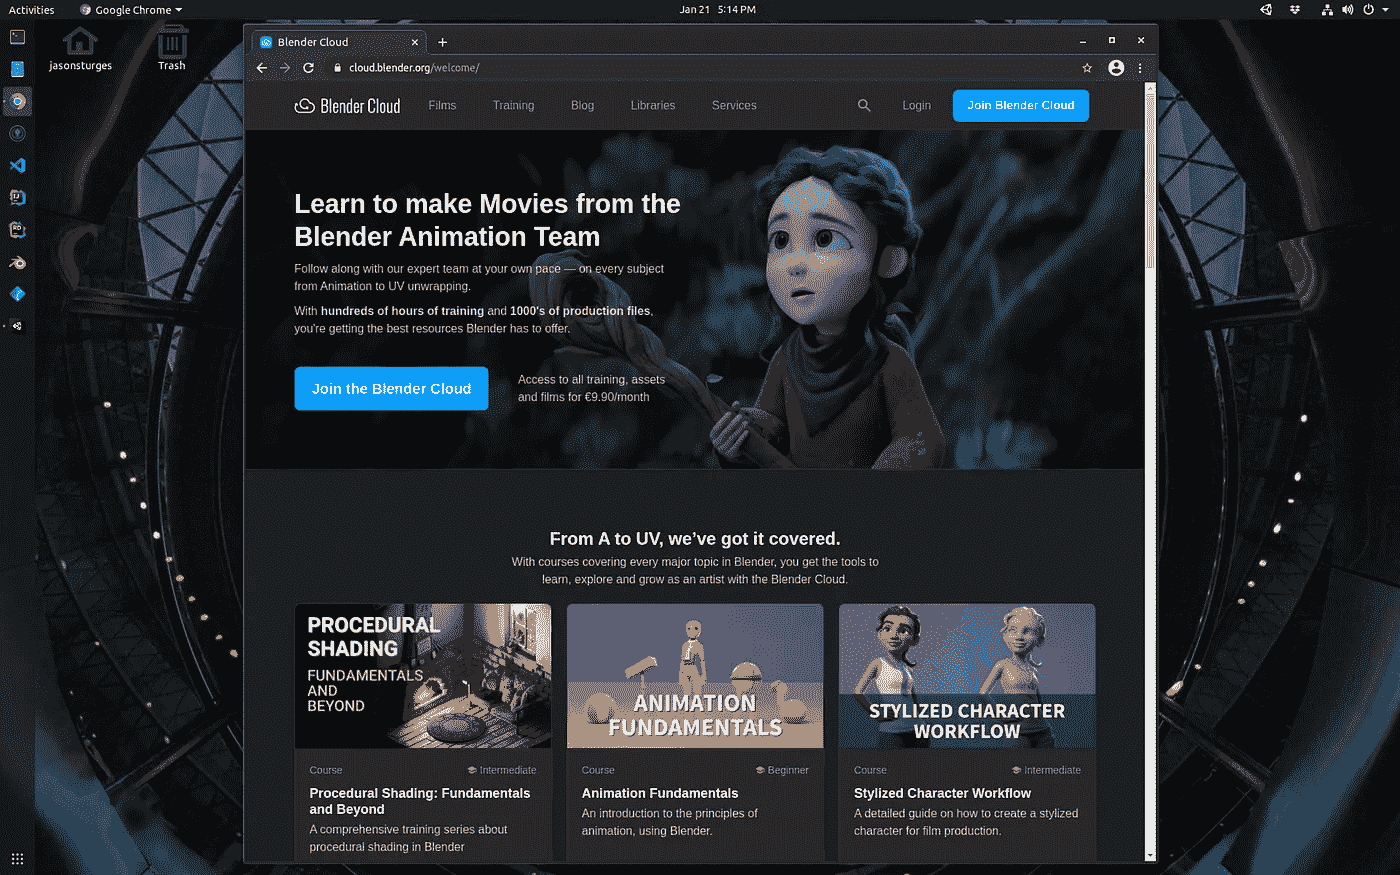 Activities
Google Chrome
Jan 21 5:14 PM
jasonsturges
Trash
Blender Cloud
cloud.blender.org/welcome/
Blender Cloud
Films
Training
Blog
Libraries
Services
Login
Join Blender Cloud
Learn to make Movies from the
Blender Animation Team
Follow along with our expert team at your own pace — on every subject
from Animation to UV unwrapping.
With hundreds of hours of training and 1000's of production files,
you're getting the best resources Blender has to offer.
Join the Blender Cloud
Access to all training, assets
and films for €9.90/month
From A to UV, we've got it covered.
With courses covering every major topic in Blender, you get the tools to
learn, explore and grow as an artist with the Blender Cloud.
PROCEDURAL
SHADING
FUNDAMENTALS
AND
BEYOND
Course
Intermediate
Procedural Shading: Fundamentals
and Beyond
A comprehensive training series about
procedural shading in Blender
ANIMATION
FUNDAMENTALS
Course
Beginner
Animation Fundamentals
An introduction to the principles of
animation, using Blender.
STYLIZED CHARACTER
WORKFLOW
Course
Intermediate
Stylized Character Workflow
A detailed guide on how to create a stylized
character for film production.